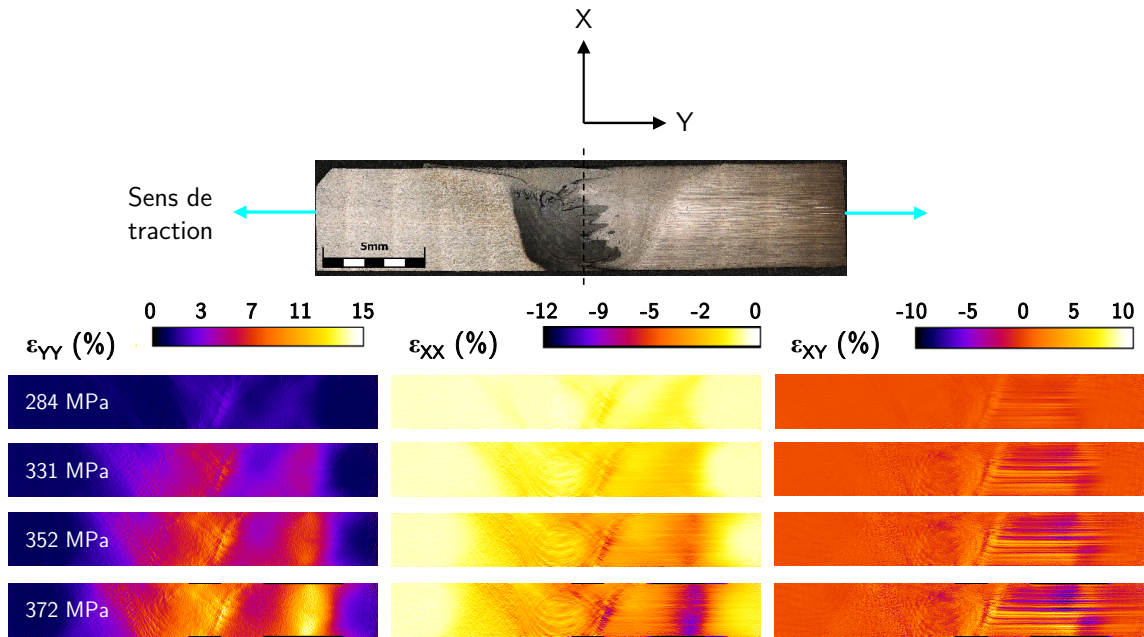 X
Y
Sens de
traction
5mm
0 3 7 11 15
εYY (%)
-12 -9 -5 -2 0
εXX (%)
-10 -5 0 5 10
εXY (%)
284 MPa
331 MPa
352 MPa
372 MPa